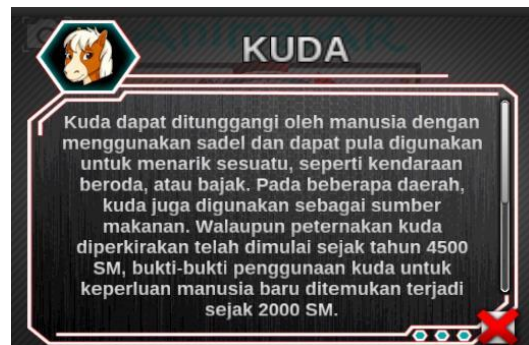 KUDA
Kuda dapat ditunggangi oleh manusia dengan
menggunakan sadel dan dapat pula digunakan
untuk menarik sesuatu, seperti kendaraan
beroda, atau bajak. Pada beberapa daerah,
kuda juga digunakan sebagai sumber
makanan. Walaupun peternakan kuda
diperkirakan telah dimulai sejak tahun 4500
SM, bukti-bukti penggunaan kuda untuk
keperluan manusia baru ditemukan terjadi
sejak 2000 SM.